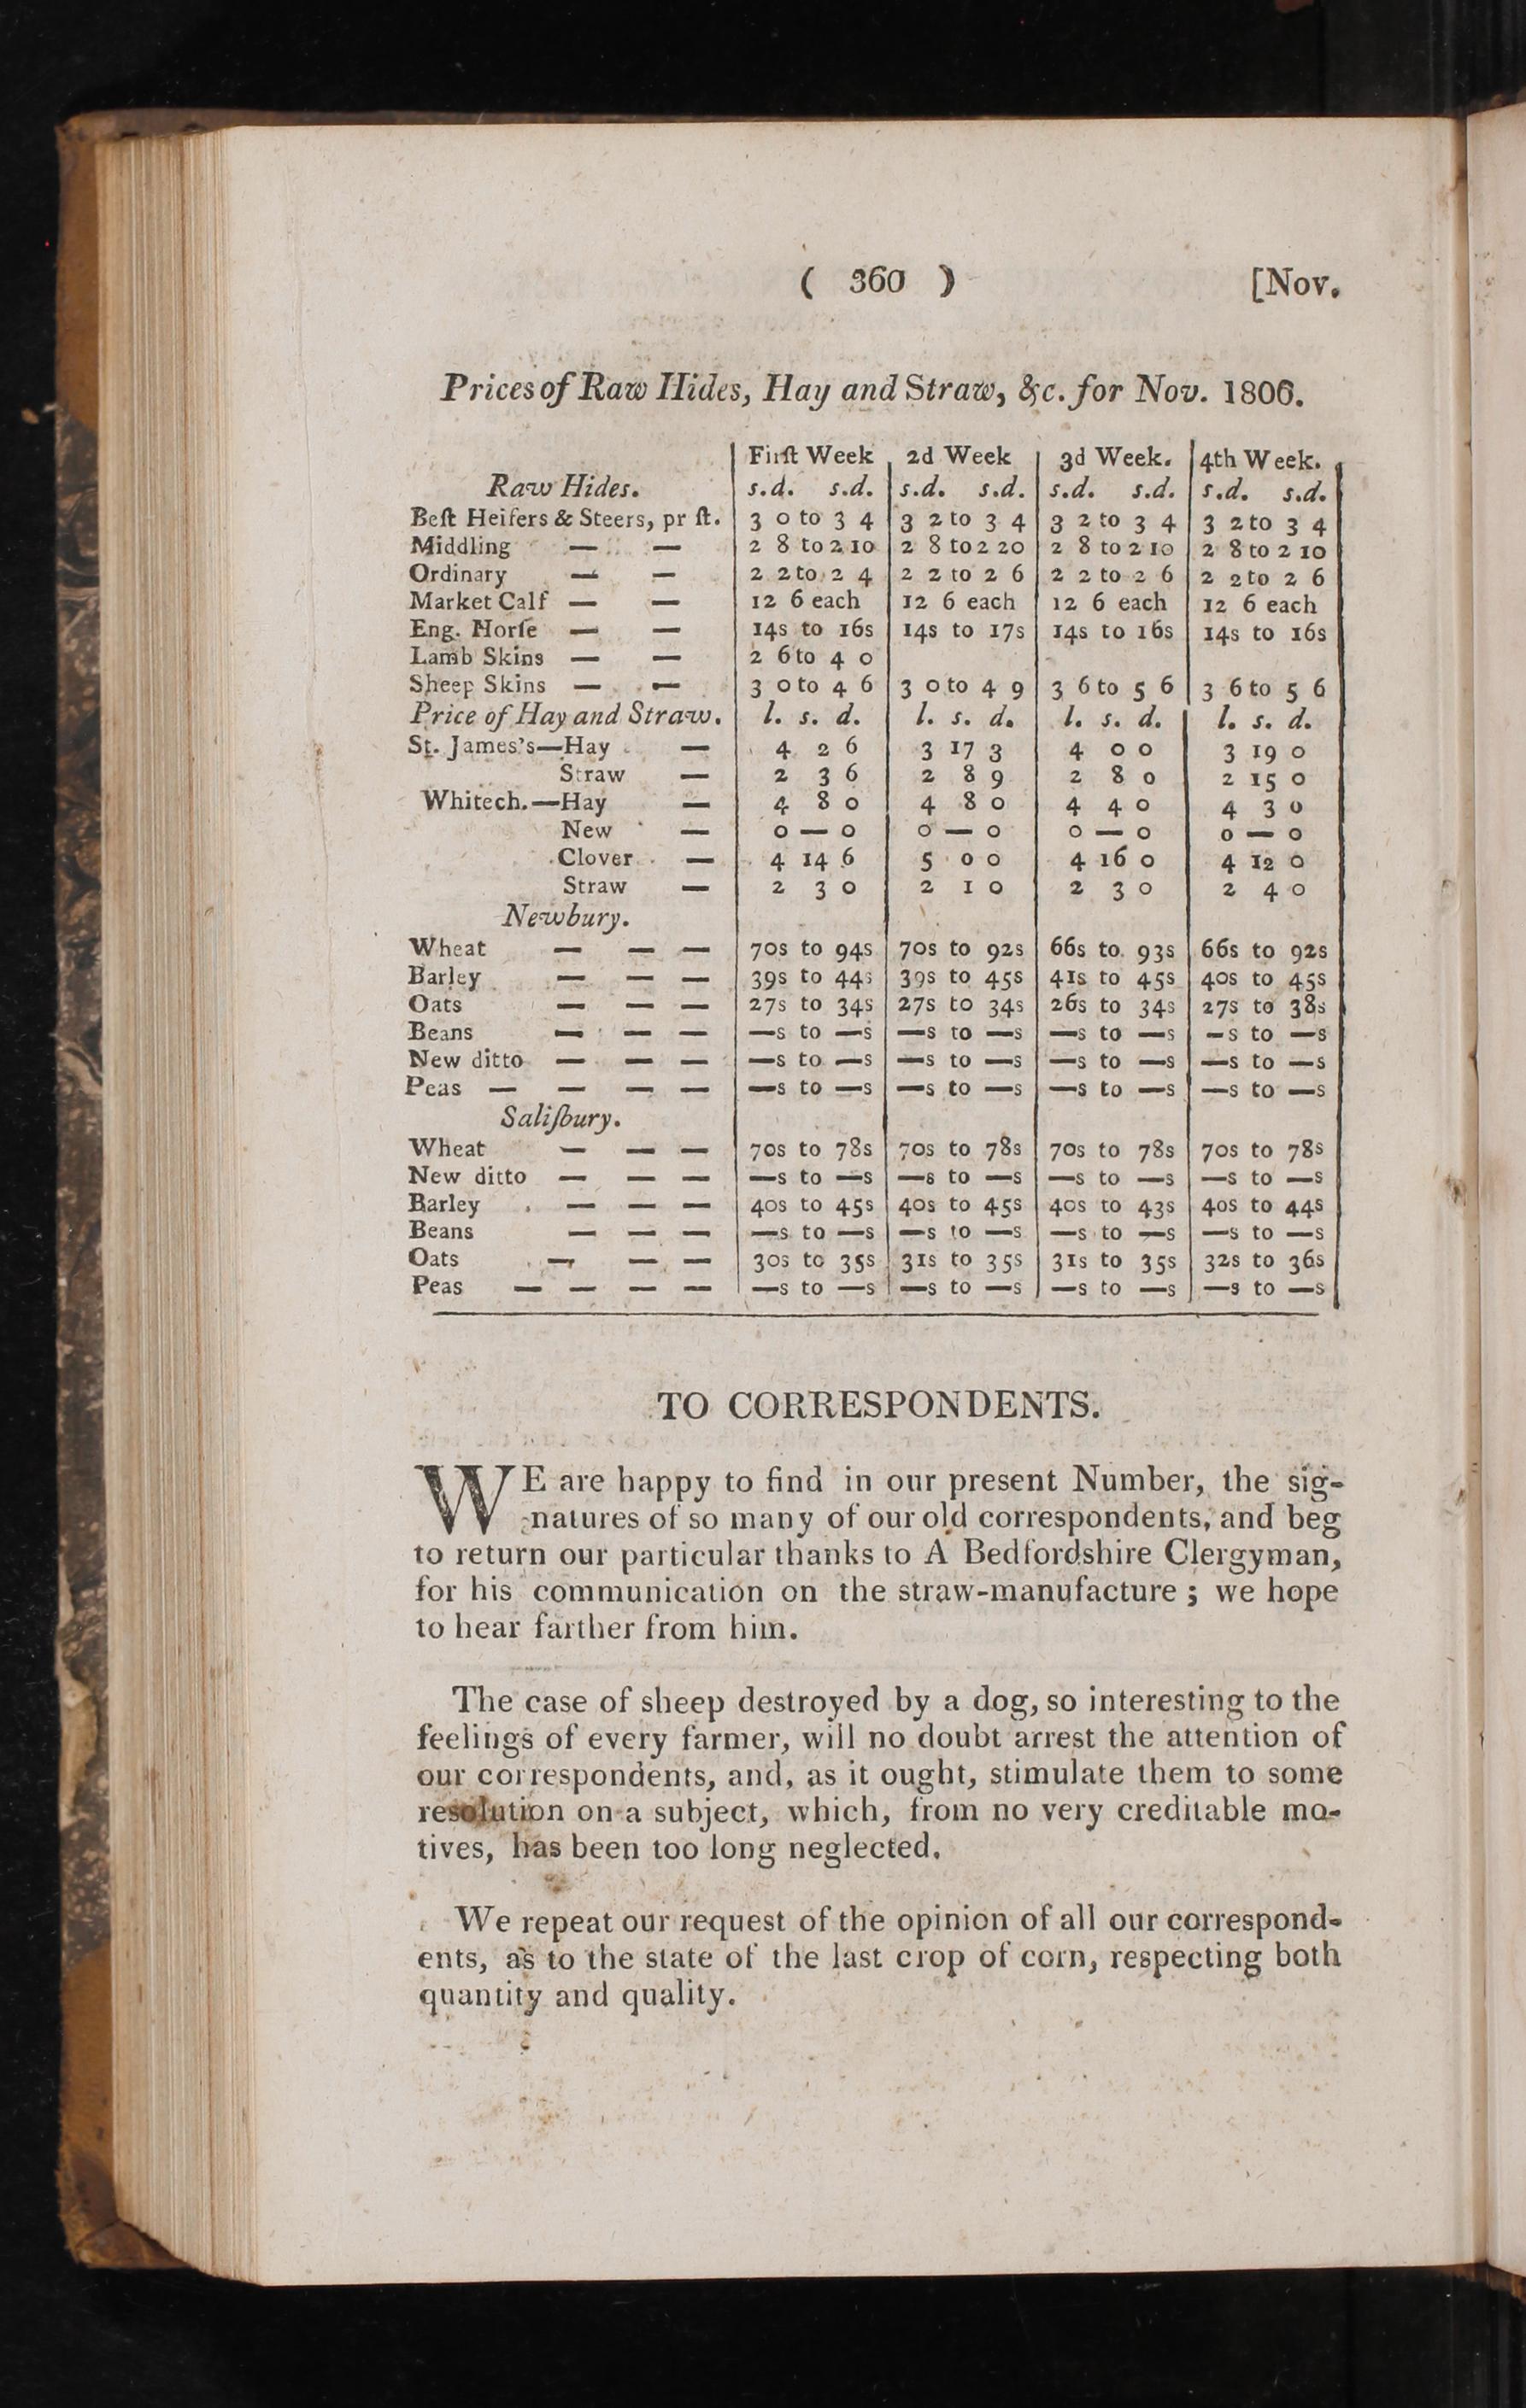 ( 360 ) [Nov.
Prices of Raw Hides, Hay and Straw, &c. for Nov. 1806.
Firſt Week 2d Week 3d Week. 4th Week.
Raw Hides. s.d. s.d. s.d. s.d. s.d. s.d. s.d. s.d.
Beſt Heifers & Steers, pr ſt. 3 0 to 3 4 3 2 to 3 4 3 2 to 3 4 3 2 to 3 4
Middling — — 2 8 to 2 10 2 8 to 2 20 2 8 to 2 10 2 8 to 2 10
Ordinary — — 2 2 to 2 4 2 2 to 2 6 2 2 to 2 6 2 2 to 2 6
Market Calf — — 12 6 each 12 6 each 12 6 each 12 6 each
Eng. Horſe — — 14s to 16s 14s to 17s 14s to 16s 14s to 16s
Lamb Skins — — 2 6 to 4 0
Sheep Skins — — 3 0 to 4 6 3 0 to 4 9 3 6 to 5 6 3 6 to 5 6
Price of Hay and Straw. l. s. d. l. s. d. l. s. d. l. s. d.
St. James's—Hay — 4 2 6 3 17 3 4 0 0 3 19 0
Straw — 2 3 6 2 8 9 2 8 0 2 15 0
Whitech.—Hay — 4 8 0 4 8 0 4 4 0 4 3 0
New — 0 — 0 0 — 0 0 — 0 0 — 0
Clover — 4 14 6 5 0 0 4 16 0 4 12 0
Straw — 2 3 0 2 1 0 2 3 0 2 4 0
Newbury.
Wheat — — — 70s to 94s 70s to 92s 66s to 93s 66s to 92s
Barley — — — 39s to 44s 39s to 45s 41s to 45s 40s to 45s
Oats — — — 27s to 34s 27s to 34s 26s to 34s 27s to 38s
Beans — — — —s to —s —s to —s —s to —s —s to —s
New ditto — — — —s to —s —s to —s —s to —s —s to —s
Peas — — — — —s to —s —s to —s —s to —s —s to —s
Saliſbury.
Wheat — — — 70s to 78s 70s to 78s 70s to 78s 70s to 78s
New ditto — — — —s to —s —s to —s —s to —s —s to —s
Barley — — — 40s to 45s 40s to 45s 40s to 43s 40s to 44s
Beans — — — —s to —s —s to —s —s to —s —s to —s
Oats — — — 30s to 35s 31s to 35s 31s to 35s 32s to 36s
Peas — — — — —s to —s —s to —s —s to —s —s to —s
TO CORRESPONDENTS.
WE are happy to find in our present Number, the sig-
natures of so many of our old correspondents, and beg
to return our particular thanks to A Bedfordshire Clergyman,
for his communication on the straw-manufacture ; we hope
to hear farther from him.
The case of sheep destroyed by a dog, so interesting to the
feelings of every farmer, will no doubt arrest the attention of
our correspondents, and, as it ought, stimulate them to some
resolution on a subject, which, from no very creditable mo-
tives, has been too long neglected.
We repeat our request of the opinion of all our correspond-
ents, as to the state of the last crop of corn, respecting both
quantity and quality.